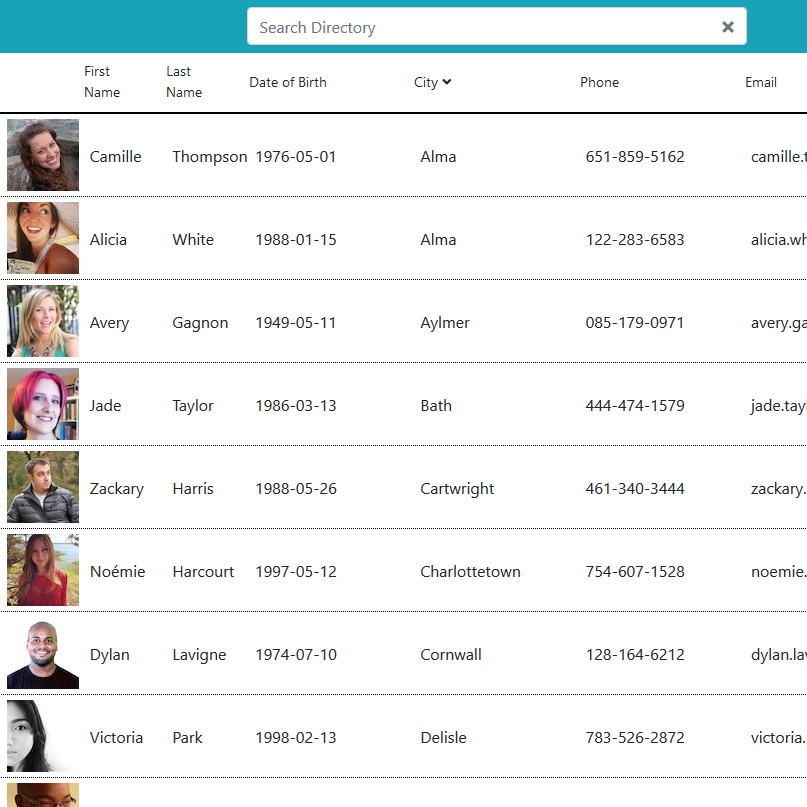 Search Directory
First Name Last Name Date of Birth City Phone Email
Camille Thompson 1976-05-01 Alma 651-859-5162 camille.t
Alicia White 1988-01-15 Alma 122-283-6583 alicia.wh
Avery Gagnon 1949-05-11 Aylmer 085-179-0971 avery.ga
Jade Taylor 1986-03-13 Bath 444-474-1579 jade.tayl
Zackary Harris 1988-05-26 Cartwright 461-340-3444 zackary.
Noémie Harcourt 1997-05-12 Charlottetown 754-607-1528 noemie.
Dylan Lavigne 1974-07-10 Cornwall 128-164-6212 dylan.lav
Victoria Park 1998-02-13 Delisle 783-526-2872 victoria.